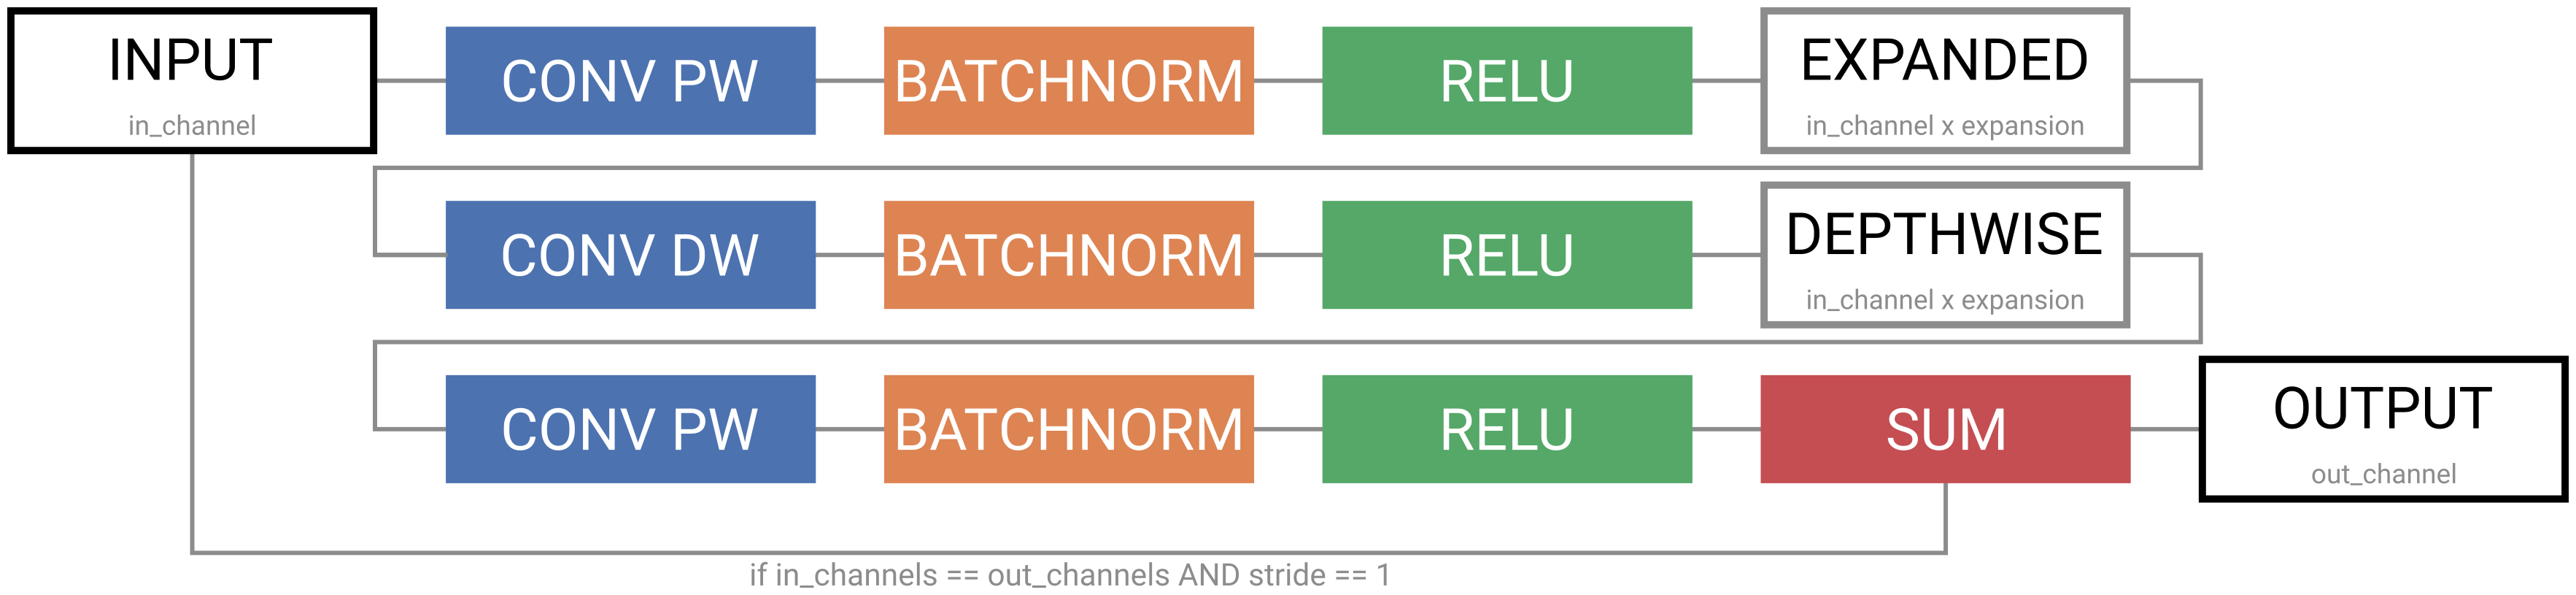 INPUT
in_channel
CONV PW
BATCHNORM
RELU
EXPANDED
in_channel x expansion
CONV DW
BATCHNORM
RELU
DEPTHWISE
in_channel x expansion
CONV PW
BATCHNORM
RELU
SUM
OUTPUT
out_channel
if in_channels == out_channels AND stride == 1